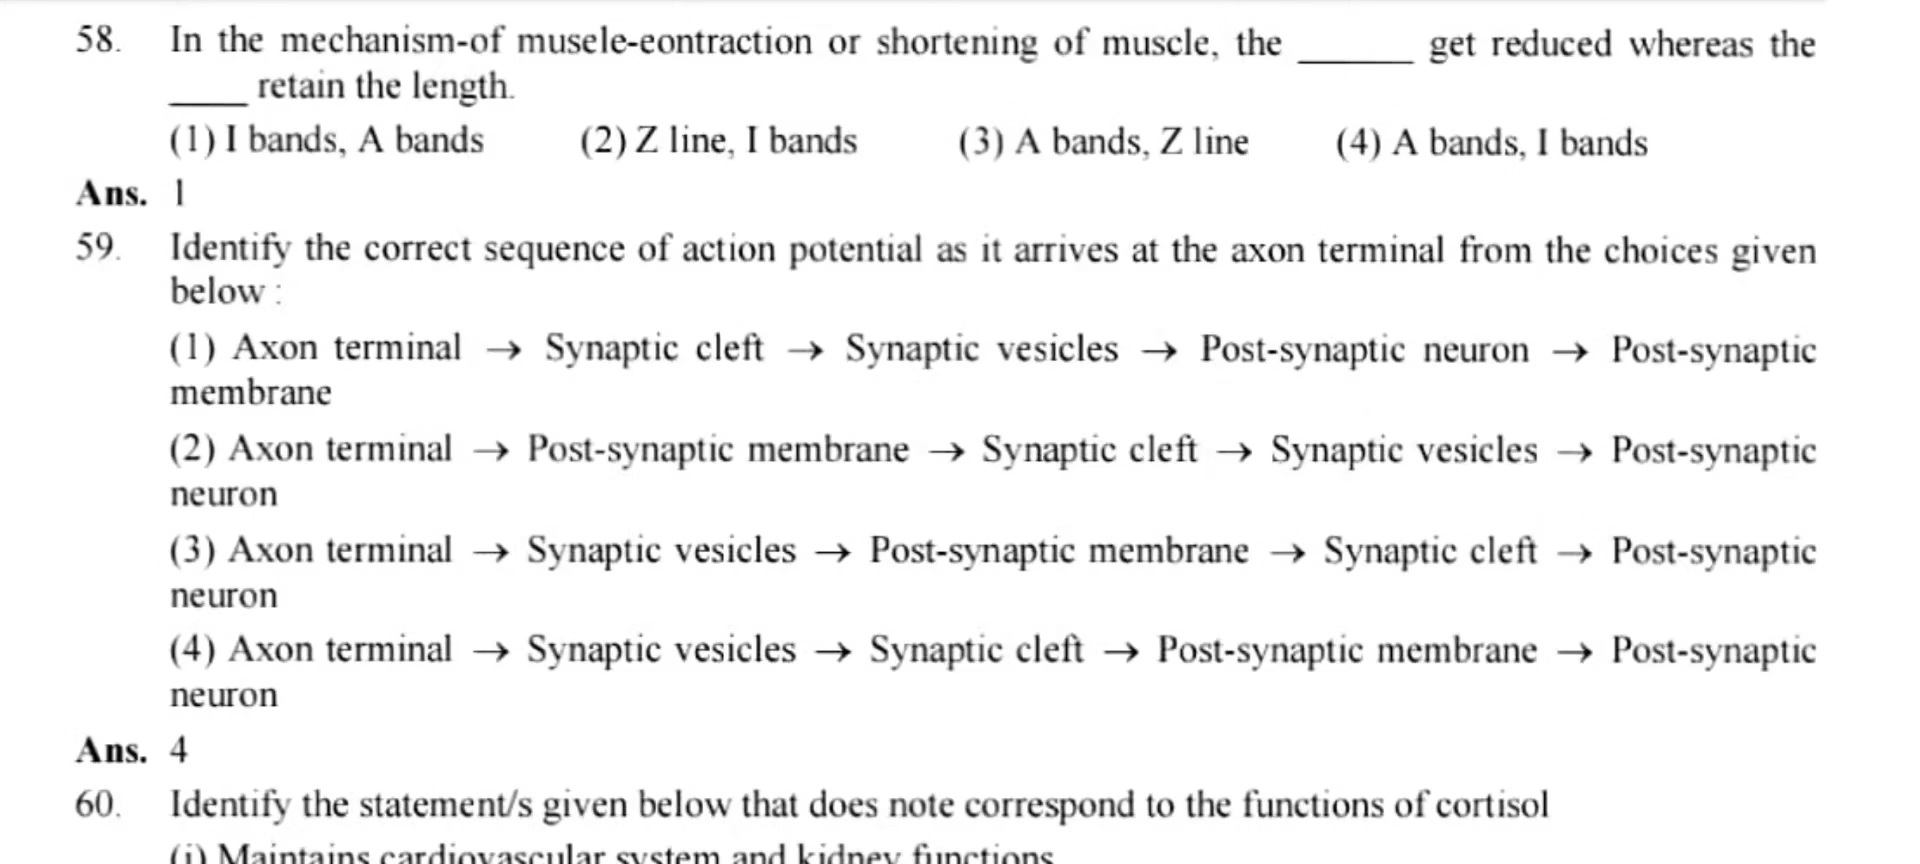 58. In the mechanism-of musele-eontraction or shortening of muscle, the ______ get reduced whereas the
____ retain the length.
(1) I bands, A bands (2) Z line, I bands (3) A bands, Z line (4) A bands, I bands
Ans. 1
59. Identify the correct sequence of action potential as it arrives at the axon terminal from the choices given
below :
(1) Axon terminal → Synaptic cleft → Synaptic vesicles → Post-synaptic neuron → Post-synaptic
membrane
(2) Axon terminal → Post-synaptic membrane → Synaptic cleft → Synaptic vesicles → Post-synaptic
neuron
(3) Axon terminal → Synaptic vesicles → Post-synaptic membrane → Synaptic cleft → Post-synaptic
neuron
(4) Axon terminal → Synaptic vesicles → Synaptic cleft → Post-synaptic membrane → Post-synaptic
neuron
Ans. 4
60. Identify the statement/s given below that does note correspond to the functions of cortisol
(i) Maintains cardiovascular system and kidney functions